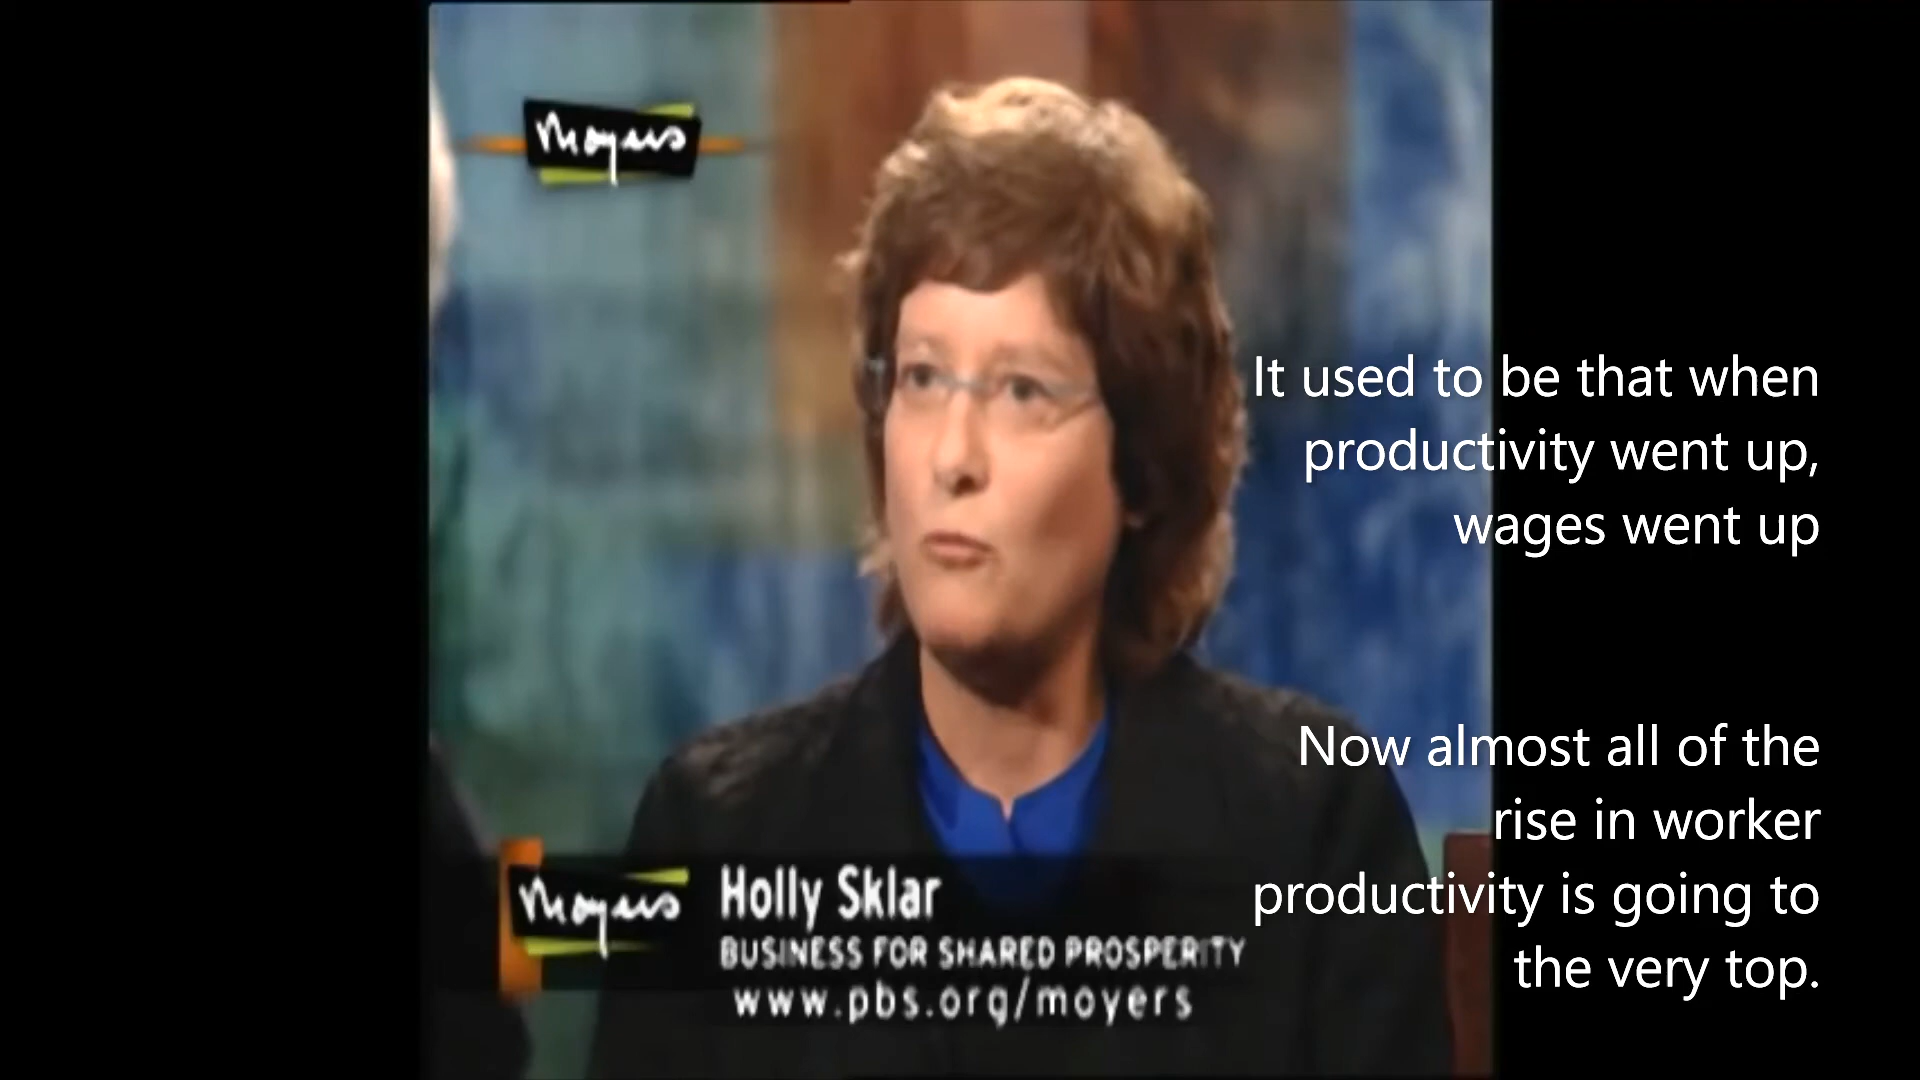 Moyers
It used to be that when
productivity went up,
wages went up
Now almost all of the
rise in worker
productivity is going to
the very top.
Moyers
Holly Sklar
BUSINESS FOR SHARED PROSPERITY
www.pbs.org/moyers